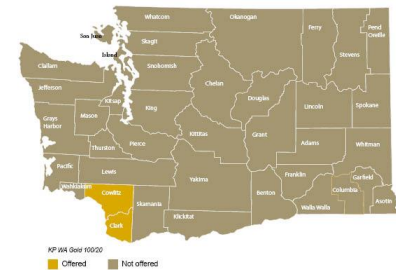 Whatcom
Okanogan
Ferry
Pend
Oreille
San Juan
Skagit
Stevens
Island
Clallam
Snohomish
Chelan
Jefferson
Douglas
Kitsap
King
Lincoln
Spokane
Grays
Harbor
Mason
Kittitas
Grant
Adams
Whitman
Thurston
Pierce
Pacific
Lewis
Yakima
Franklin
Garfield
Wahkiakum
Cowlitz
Benton
Columbia
Skamania
Walla Walla
Asotin
Clark
Klickitat
KP WA Gold 100/20
Offered
Not offered